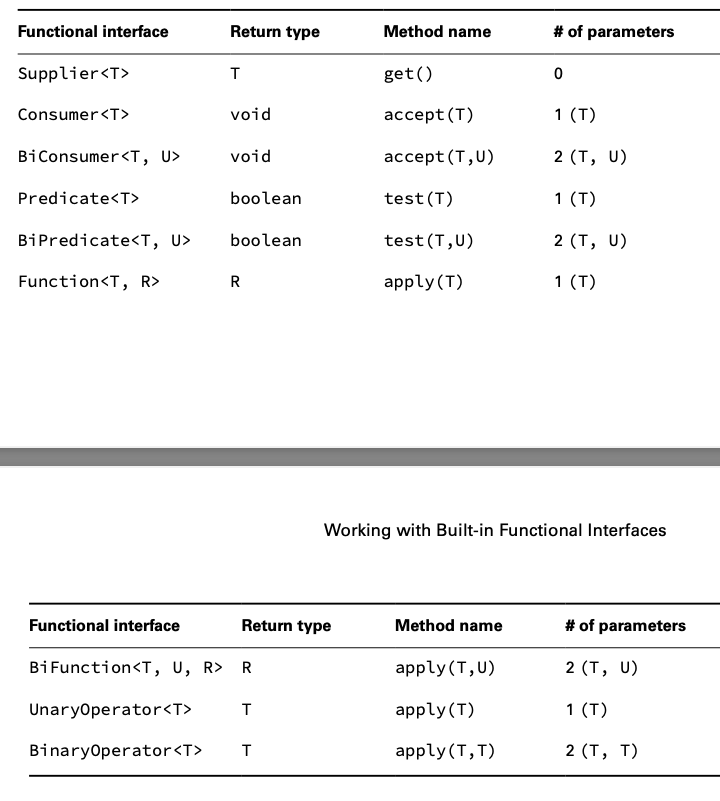 Functional interface Return type Method name # of parameters
Supplier<T> T get() 0
Consumer<T> void accept(T) 1 (T)
BiConsumer<T, U> void accept(T,U) 2 (T, U)
Predicate<T> boolean test(T) 1 (T)
BiPredicate<T, U> boolean test(T,U) 2 (T, U)
Function<T, R> R apply(T) 1 (T)
Working with Built-in Functional Interfaces
Functional interface Return type Method name # of parameters
BiFunction<T, U, R> R apply(T,U) 2 (T, U)
UnaryOperator<T> T apply(T) 1 (T)
BinaryOperator<T> T apply(T,T) 2 (T, T)